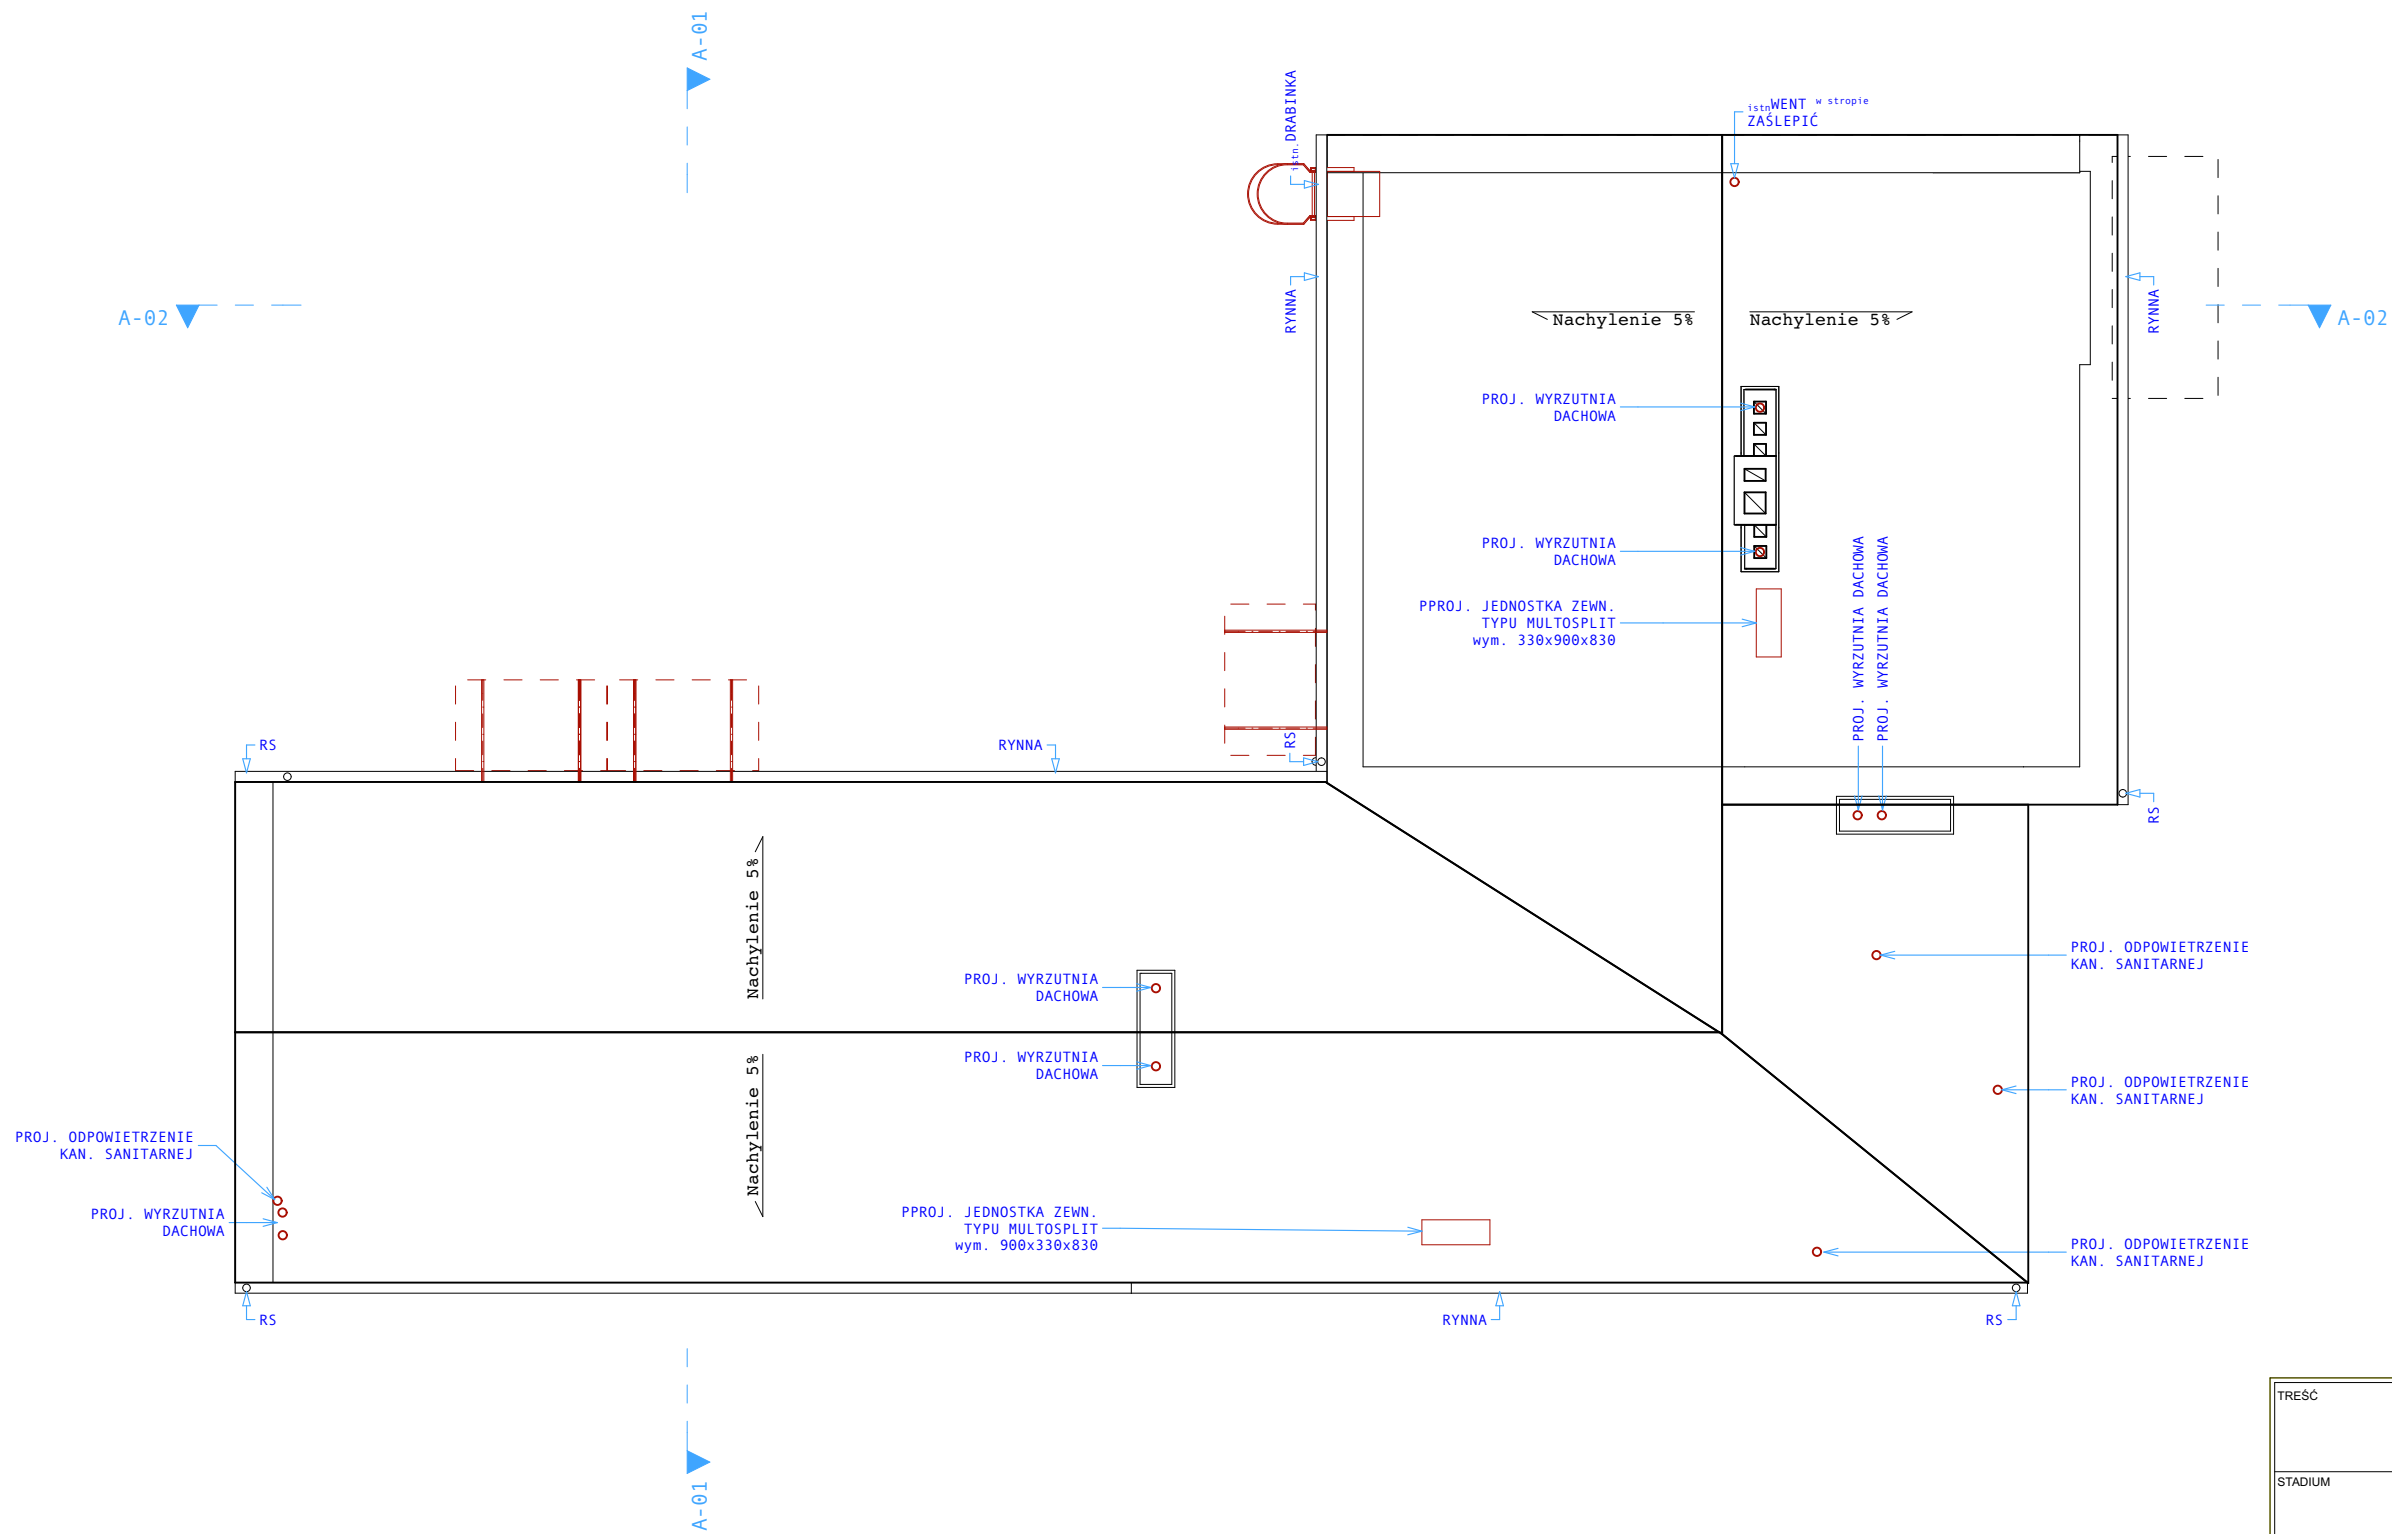 A-01
istn. DRABINKA
istnWENT w stropie
ZAŚLEPIĆ
A-02
RYNNA
Nachylenie 5%
Nachylenie 5%
RYNNA
A-02
PROJ. WYRZUTNIA
DACHOWA
PROJ. WYRZUTNIA
DACHOWA
PROJ. WYRZUTNIA DACHOWA
PROJ. WYRZUTNIA DACHOWA
PPROJ. JEDNOSTKA ZEWN.
TYPU MULTOSPLIT
wym. 330x900x830
RS
RYNNA
RS
RS
Nachylenie 5%
PROJ. WYRZUTNIA
DACHOWA
PROJ. ODPOWIETRZENIE
KAN. SANITARNEJ
PROJ. WYRZUTNIA
DACHOWA
Nachylenie 5%
PROJ. ODPOWIETRZENIE
KAN. SANITARNEJ
PROJ. ODPOWIETRZENIE
KAN. SANITARNEJ
PROJ. WYRZUTNIA
DACHOWA
PPROJ. JEDNOSTKA ZEWN.
TYPU MULTOSPLIT
wym. 900x330x830
PROJ. ODPOWIETRZENIE
KAN. SANITARNEJ
RS
RYNNA
RS
A-01
TREŚĆ
STADIUM